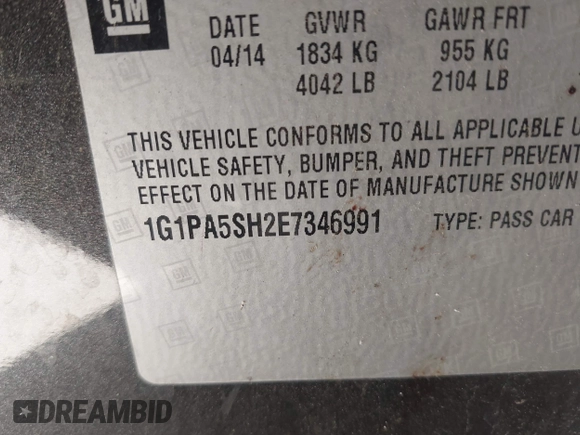 GM
DATE GVWR GAWR FRT
04/14 1834 KG 955 KG
4042 LB 2104 LB
THIS VEHICLE CONFORMS TO ALL APPLICABLE U
VEHICLE SAFETY, BUMPER, AND THEFT PREVENT
EFFECT ON THE DATE OF MANUFACTURE SHOWN
1G1PA5SH2E7346991 TYPE: PASS CAR
DREAMBID